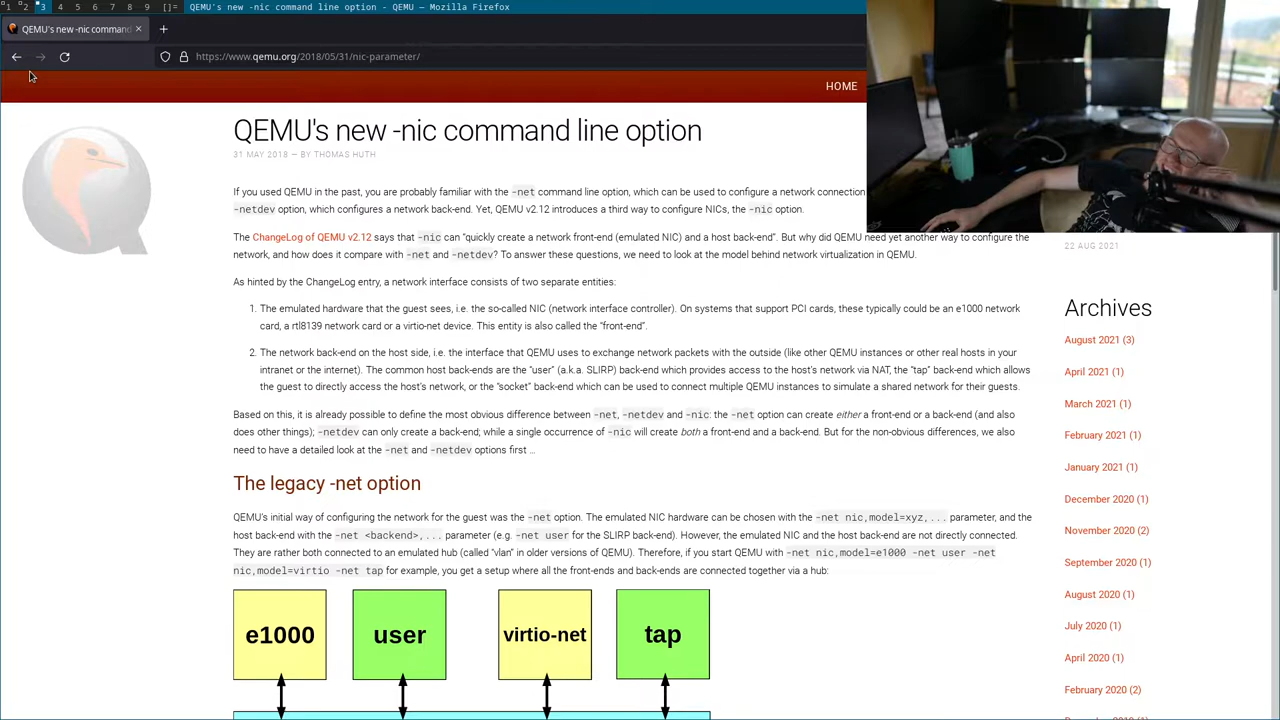 1 2 3 4 5 6 7 8 9 []= QEMU's new -nic command line option - QEMU — Mozilla Firefox
QEMU's new -nic command
https://www.qemu.org/2018/05/31/nic-parameter/
HOME
QEMU's new -nic command line option
31 MAY 2018 — BY THOMAS HUTH
If you used QEMU in the past, you are probably familiar with the -net command line option, which can be used to configure a network connection
-netdev option, which configures a network back-end. Yet, QEMU v2.12 introduces a third way to configure NICs, the -nic option.
The ChangeLog of QEMU v2.12 says that -nic can “quickly create a network front-end (emulated NIC) and a host back-end”. But why did QEMU need yet another way to configure the
network, and how does it compare with -net and -netdev? To answer these questions, we need to look at the model behind network virtualization in QEMU.
As hinted by the ChangeLog entry, a network interface consists of two separate entities:
1. The emulated hardware that the guest sees, i.e. the so-called NIC (network interface controller). On systems that support PCI cards, these typically could be an e1000 network
card, a rtl8139 network card or a virtio-net device. This entity is also called the “front-end”.
2. The network back-end on the host side, i.e. the interface that QEMU uses to exchange network packets with the outside (like other QEMU instances or other real hosts in your
intranet or the internet). The common host back-ends are the “user” (a.k.a. SLIRP) back-end which provides access to the host's network via NAT, the “tap” back-end which allows
the guest to directly access the host's network, or the “socket” back-end which can be used to connect multiple QEMU instances to simulate a shared network for their guests.
Based on this, it is already possible to define the most obvious difference between -net, -netdev and -nic: the -net option can create either a front-end or a back-end (and also
does other things); -netdev can only create a back-end; while a single occurrence of -nic will create both a front-end and a back-end. But for the non-obvious differences, we also
need to have a detailed look at the -net and -netdev options first …
The legacy -net option
QEMU's initial way of configuring the network for the guest was the -net option. The emulated NIC hardware can be chosen with the -net nic,model=xyz,... parameter, and the
host back-end with the -net <backend>,... parameter (e.g. -net user for the SLIRP back-end). However, the emulated NIC and the host back-end are not directly connected.
They are rather both connected to an emulated hub (called “vlan” in older versions of QEMU). Therefore, if you start QEMU with -net nic,model=e1000 -net user -net
nic,model=virtio -net tap for example, you get a setup where all the front-ends and back-ends are connected together via a hub:
e1000 user virtio-net tap
22 AUG 2021
Archives
August 2021 (3)
April 2021 (1)
March 2021 (1)
February 2021 (1)
January 2021 (1)
December 2020 (1)
November 2020 (2)
September 2020 (1)
August 2020 (1)
July 2020 (1)
April 2020 (1)
February 2020 (2)